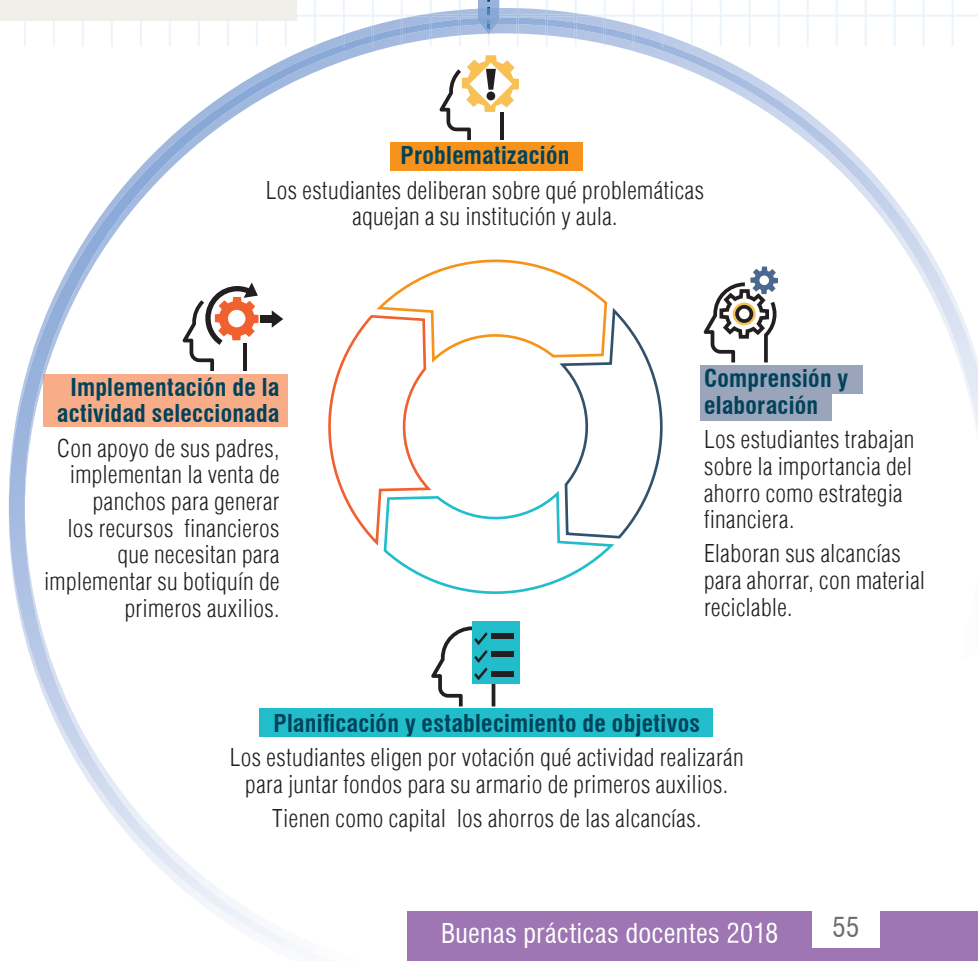 Problematización
Los estudiantes deliberan sobre qué problemáticas
aquejan a su institución y aula.
Comprensión y
elaboración
Los estudiantes trabajan
sobre la importancia del
ahorro como estrategia
financiera.
Elaboran sus alcancías
para ahorrar, con material
reciclable.
Planificación y establecimiento de objetivos
Los estudiantes eligen por votación qué actividad realizarán
para juntar fondos para su armario de primeros auxilios.
Tienen como capital los ahorros de las alcancías.
Implementación de la
actividad seleccionada
Con apoyo de sus padres,
implementan la venta de
panchos para generar
los recursos financieros
que necesitan para
implementar su botiquín de
primeros auxilios.
Buenas prácticas docentes 2018
55